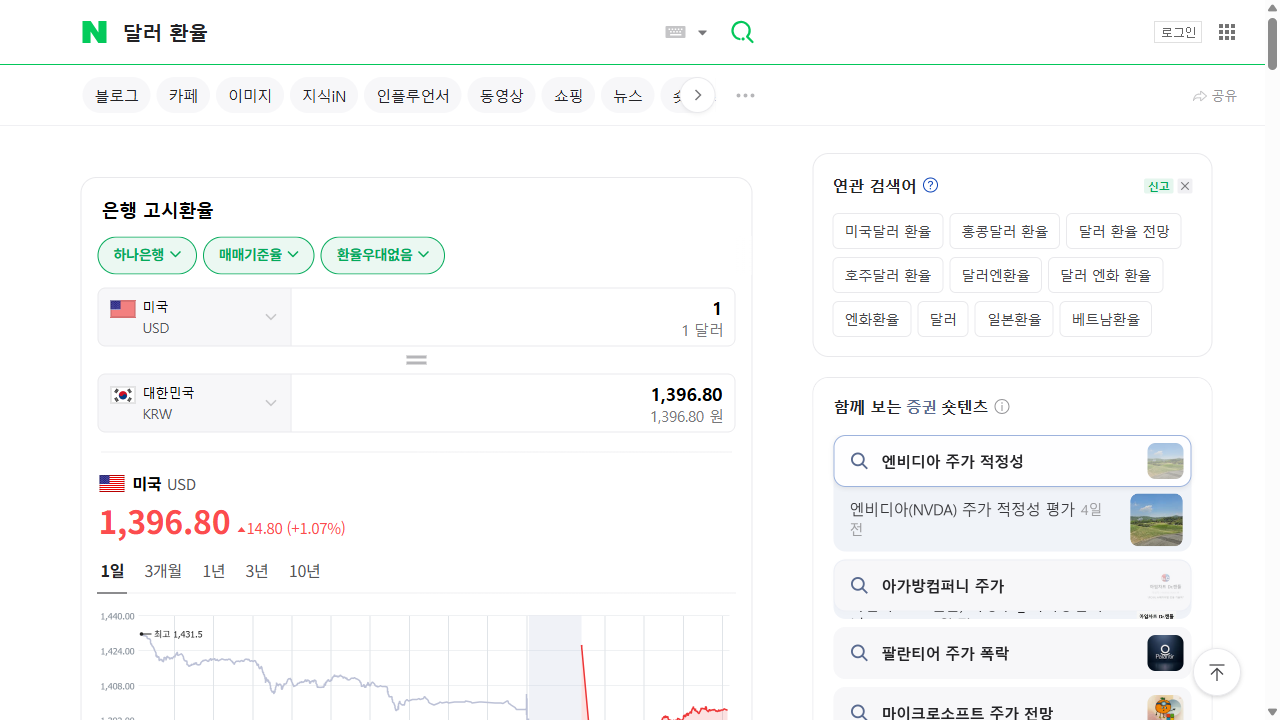 N 달러 환율
로그인
블로그 카페 이미지 지식iN 인플루언서 동영상 쇼핑 뉴스
공유
은행 고시환율
하나은행 매매기준율 환율우대없음
미국
USD
1
1 달러
대한민국
KRW
1,396.80
1,396.80 원
미국 USD
1,396.80 ▲14.80 (+1.07%)
1일 3개월 1년 3년 10년
1,440.00
최고 1,431.5
1,424.00
1,408.00
연관 검색어
신고
미국달러 환율 홍콩달러 환율 달러 환율 전망
호주달러 환율 달러엔환율 달러 엔화 환율
엔화환율 달러 일본환율 베트남환율
함께 보는 증권 숏텐츠
엔비디아 주가 적정성
엔비디아(NVDA) 주가 적정성 평가 4일
전
아가방컴퍼니 주가
팔란티어 주가 폭락
마이크로소프트 주가 전망